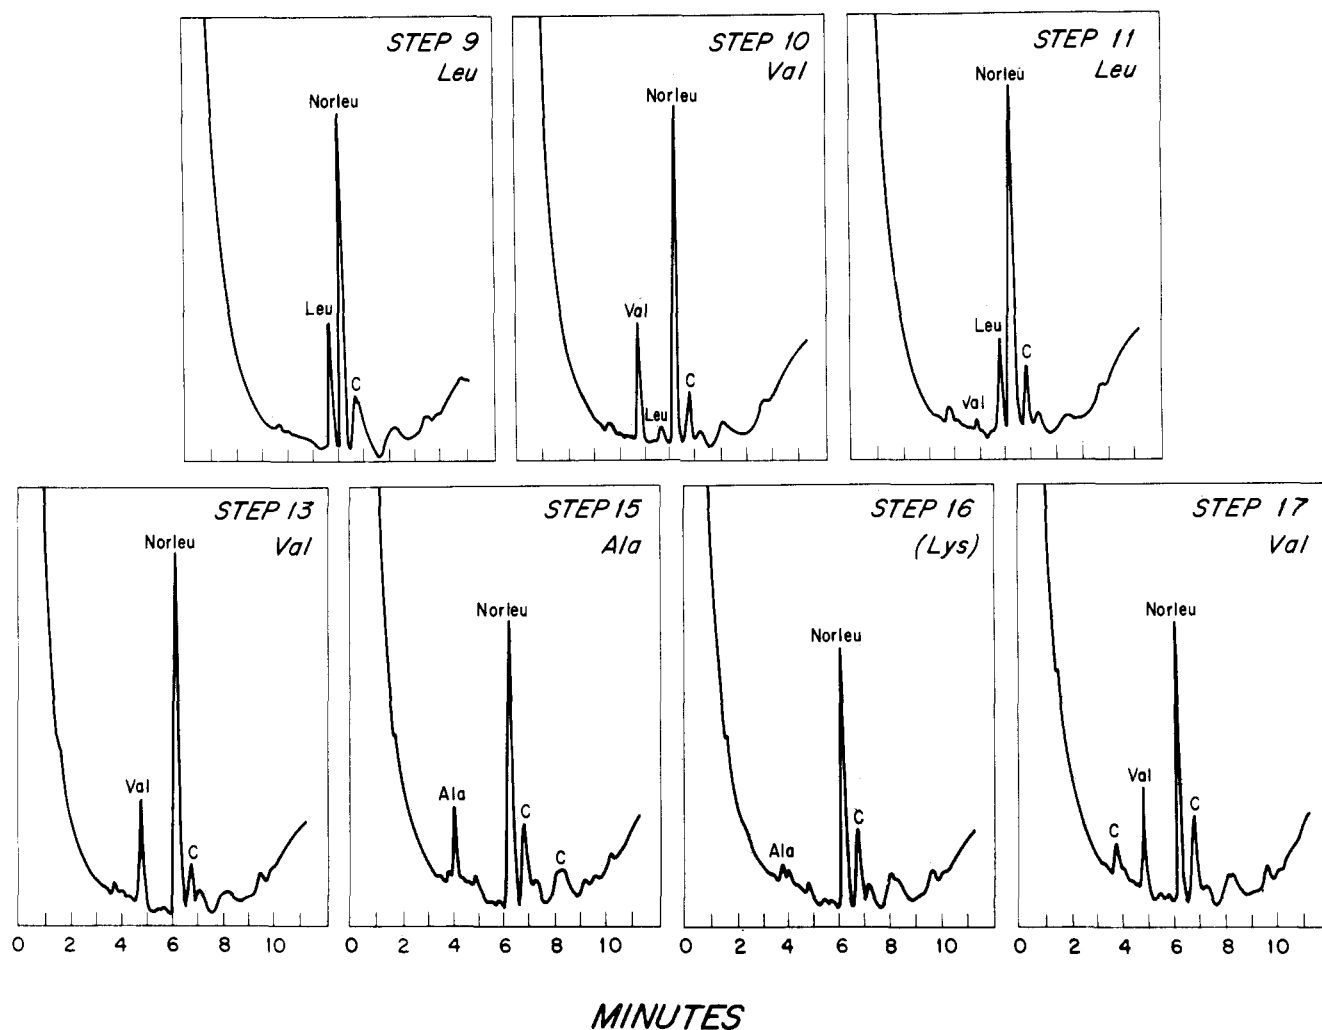 STEP 9
Leu
Norleu
Leu
C
STEP 10
Val
Norleu
Val
Leu
C
STEP 11
Leu
Norleu
Leu
Val
C
STEP 13
Val
Norleu
Val
C
0 2 4 6 8 10
STEP 15
Ala
Norleu
Ala
C
C
0 2 4 6 8 10
STEP 16
(Lys)
Norleu
Ala
C
0 2 4 6 8 10
STEP 17
Val
Norleu
Val
C
C
0 2 4 6 8 10
MINUTES